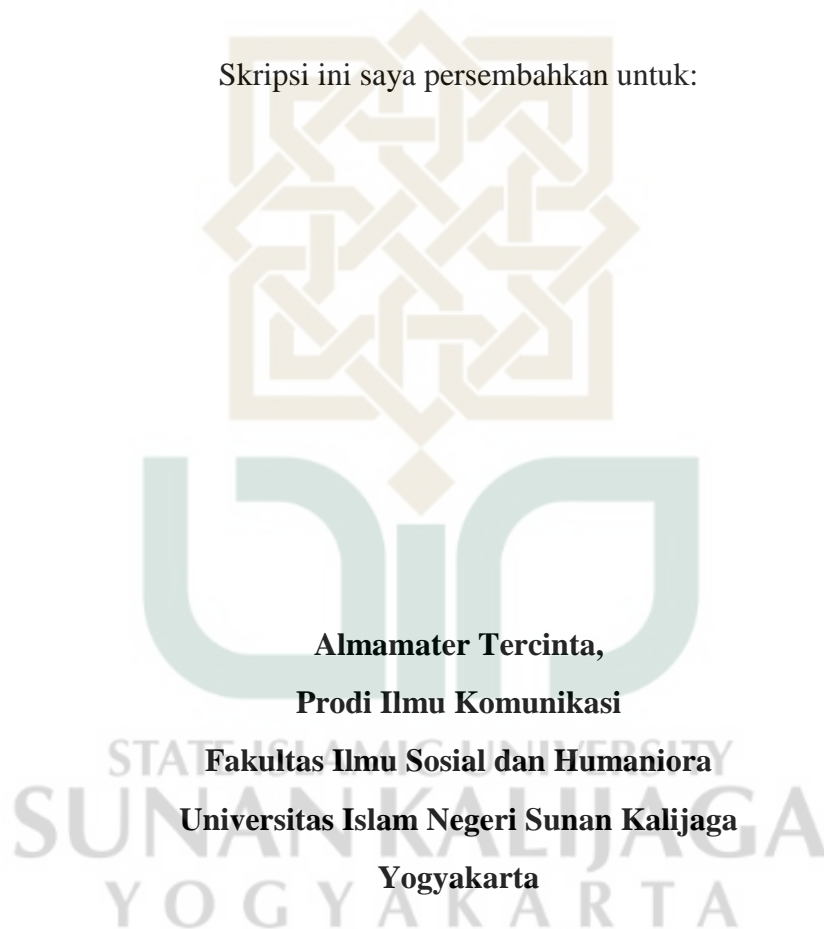 Skripsi ini saya persembahkan untuk:
Almamater Tercinta,
Prodi Ilmu Komunikasi
STATE ISLAMIC UNIVERSITY
Fakultas Ilmu Sosial dan Humaniora
SUNAN KALIJAGA
Universitas Islam Negeri Sunan Kalijaga
YOGYAKARTA
Yogyakarta